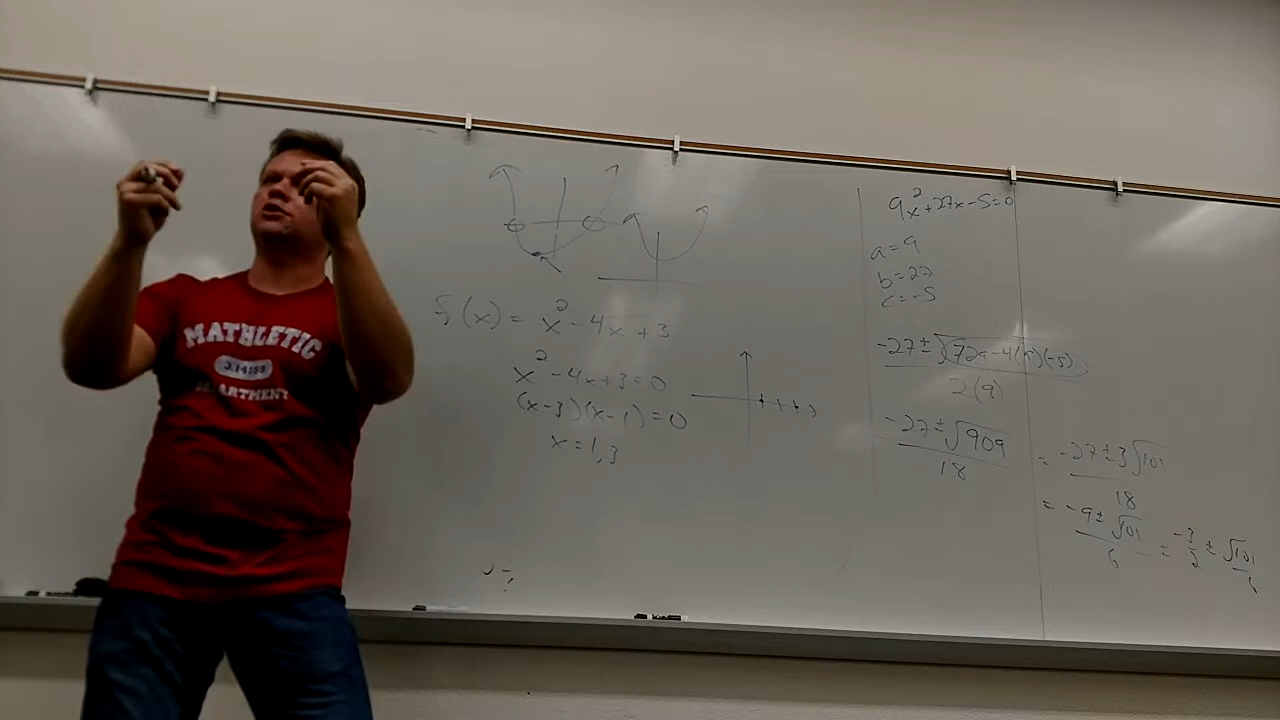 MATHLETIC
3.14159
DEPARTMENT
f(x) = x² - 4x + 3
x² - 4x + 3 = 0
(x - 3)(x - 1) = 0
x = 1, 3
9x² + 27x - 5 = 0
a = 9
b = 27
c = -5
-27 ± √729 - 4(9)(-5)
2(9)
-27 ± √909
18
= -27 ± 3√101
18
= -9 ± √101
6
= -3/2 ± √101/6